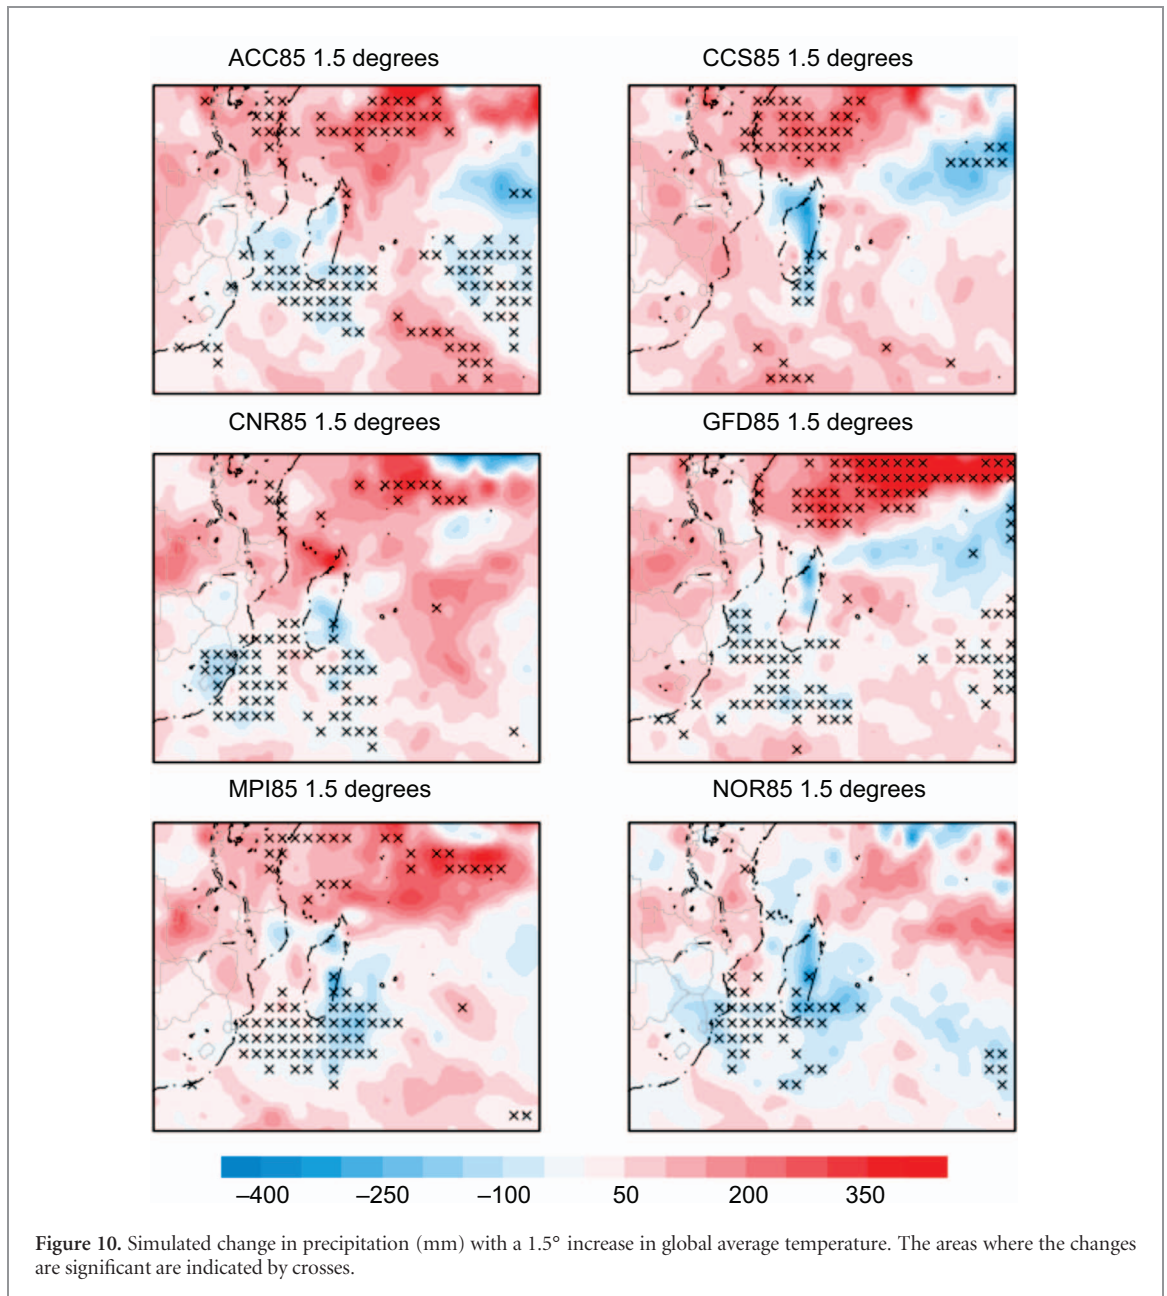 ACC85 1.5 degrees
CCS85 1.5 degrees
CNR85 1.5 degrees
GFD85 1.5 degrees
MPI85 1.5 degrees
NOR85 1.5 degrees
−400 −250 −100 50 200 350
Figure 10. Simulated change in precipitation (mm) with a 1.5° increase in global average temperature. The areas where the changes
are significant are indicated by crosses.